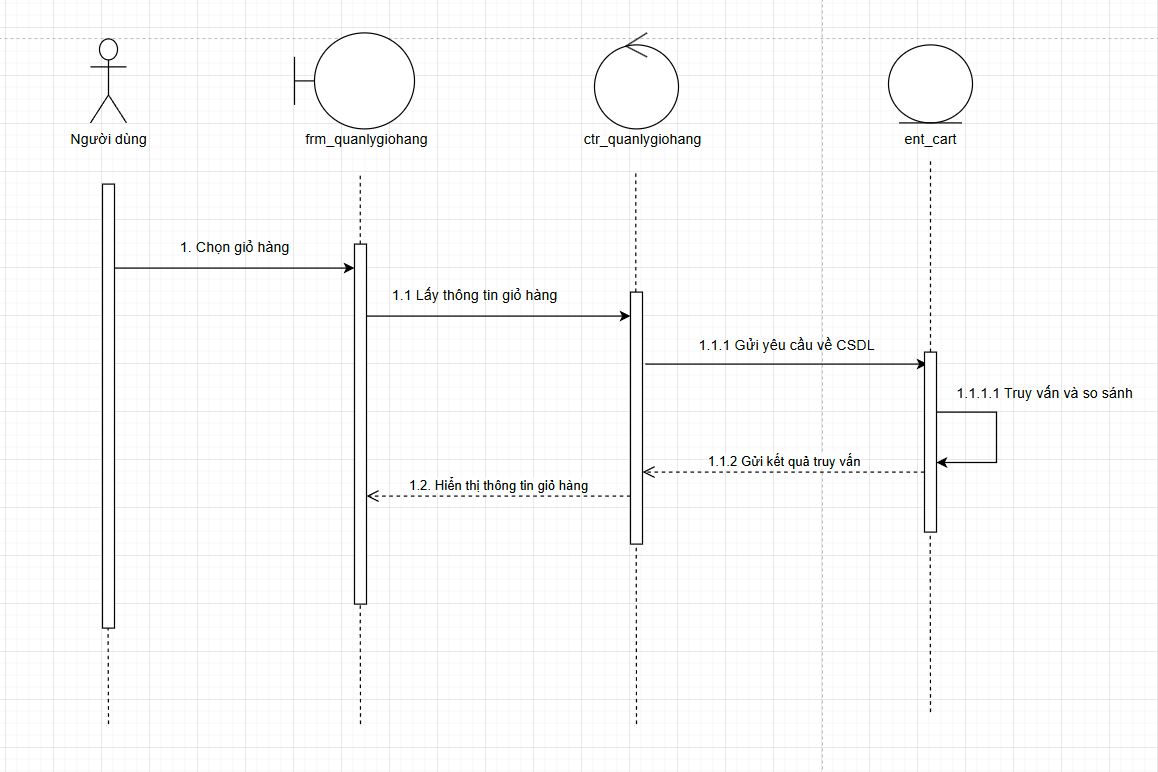 Người dùng
frm_quanlygiohang
ctr_quanlygiohang
ent_cart
1. Chọn giỏ hàng
1.1 Lấy thông tin giỏ hàng
1.1.1 Gửi yêu cầu về CSDL
1.1.1.1 Truy vấn và so sánh
1.1.2 Gửi kết quả truy vấn
1.2. Hiển thị thông tin giỏ hàng